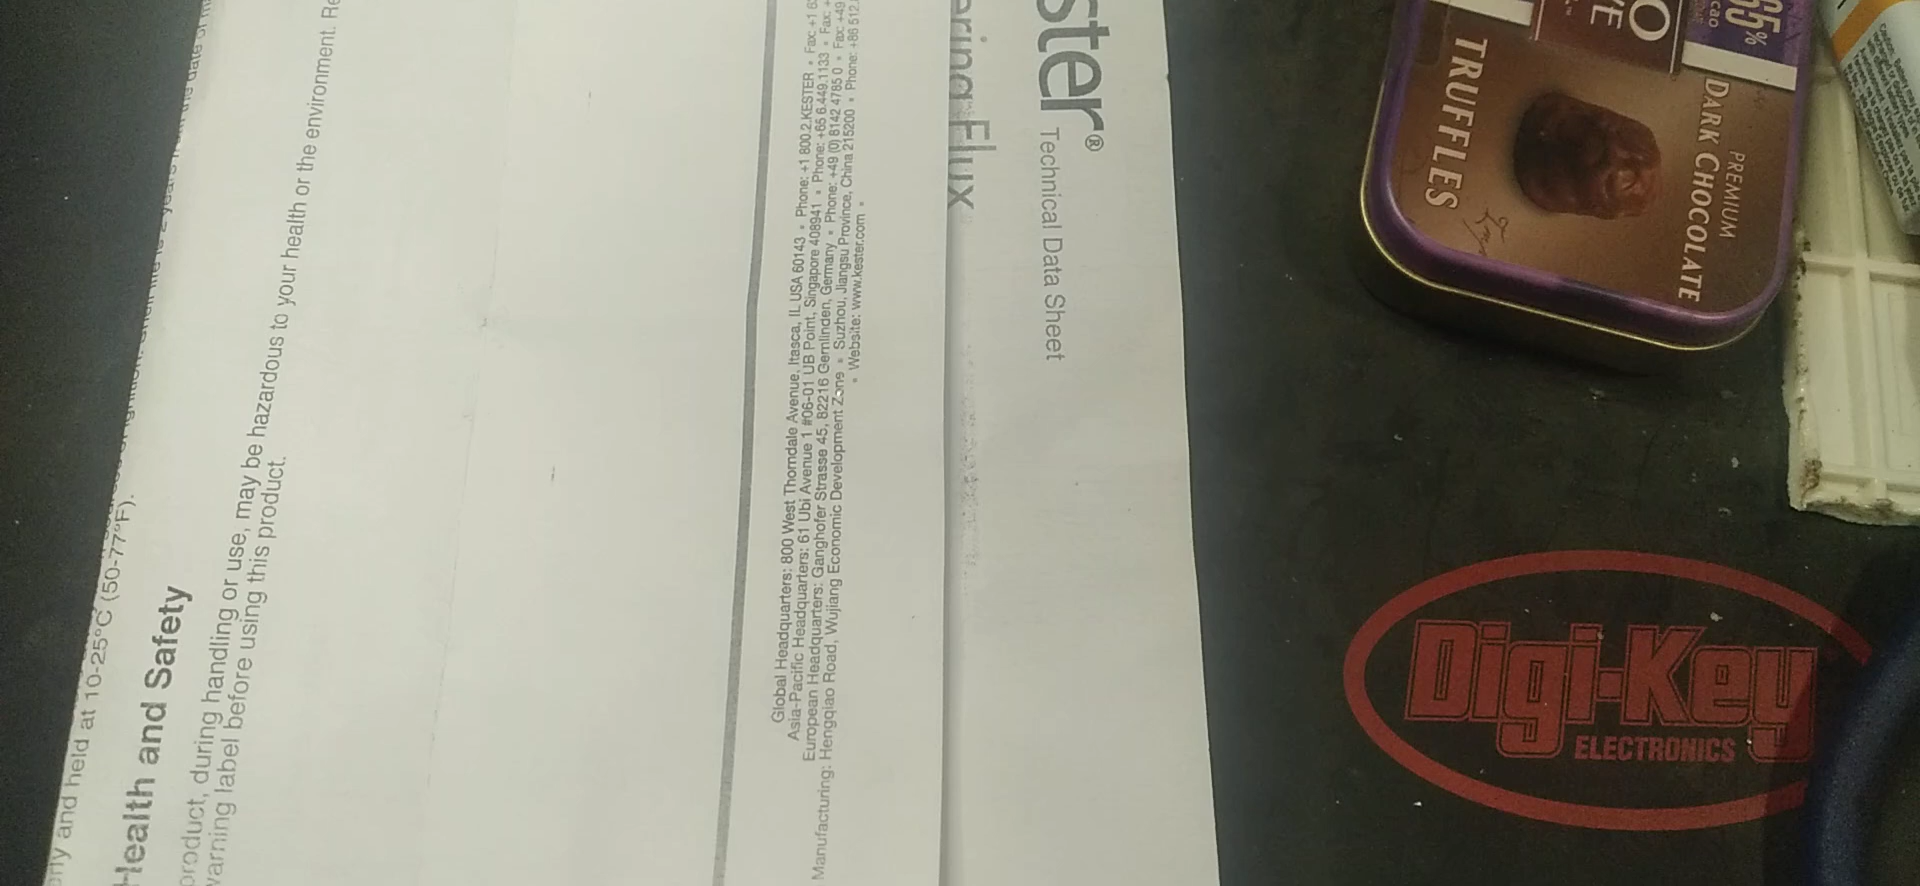 ster®
Technical Data Sheet
Flux
Global Headquarters: 800 West Thorndale Avenue, Itasca, IL USA 60143 • Phone: +1 800.2.KESTER • Fax: +1 63
Asia-Pacific Headquarters: 61 Ubi Avenue 1 #06-01 UB Point, Singapore 408941 • Phone: +65 6.449.1133 • Fax: +
European Headquarters: Ganghofer Strasse 45, 82216 Gernlinden, Germany • Phone: +49 (0) 8142 4785 0 • Fax: +49
Manufacturing: Hengqiao Road, Wujiang Economic Development Zone • Suzhou, Jiangsu Province, China 215200 • Phone: +86 512.
• Website: www.kester.com •
and held at 10-25°C (50-77°F).
Health and Safety
product, during handling or use, may be hazardous to your health or the environment. Re
warning label before using this product.
PREMIUM
DARK CHOCOLATE
TRUFFLES
Digi-Key
ELECTRONICS